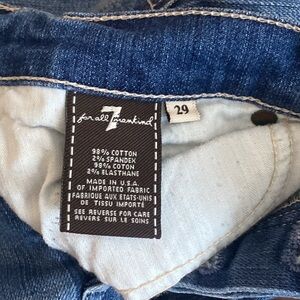 7
for all mankind
29
98% COTTON
2% SPANDEX
98% COTON
2% ELASTHANE
MADE IN U.S.A.
OF IMPORTED FABRIC
FABRIQUE AUX ETATS-UNIS
DE TISSU IMPORTÉ
SEE REVERSE FOR CARE
REVERS SUR LE SOINS